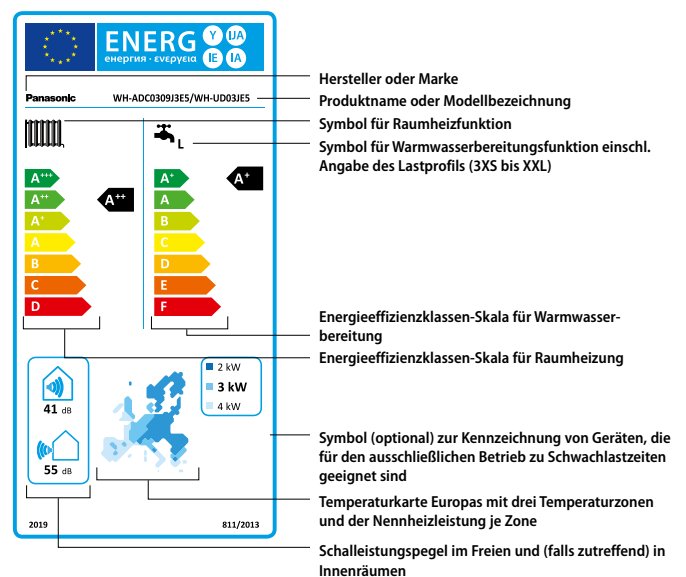 ENERG Y IJA
енергия · ενεργεια IE IA
Hersteller oder Marke
Panasonic WH-ADC0309J3E5/WH-UD03JE5
Produktname oder Modellbezeichnung
Symbol für Raumheizfunktion
L
Symbol für Warmwasserbereitungsfunktion einschl.
Angabe des Lastprofils (3XS bis XXL)
A+++
A++
A+
A
B
C
D
A++
A+
A
B
C
D
E
F
A+
Energieeffizienzklassen-Skala für Warmwasser-
bereitung
Energieeffizienzklassen-Skala für Raumheizung
41 dB
55 dB
2 kW
3 kW
4 kW
Symbol (optional) zur Kennzeichnung von Geräten, die
für den ausschließlichen Betrieb zu Schwachlastzeiten
geeignet sind
Temperaturkarte Europas mit drei Temperaturzonen
und der Nennheizleistung je Zone
2019 811/2013
Schalleistungspegel im Freien und (falls zutreffend) in
Innenräumen